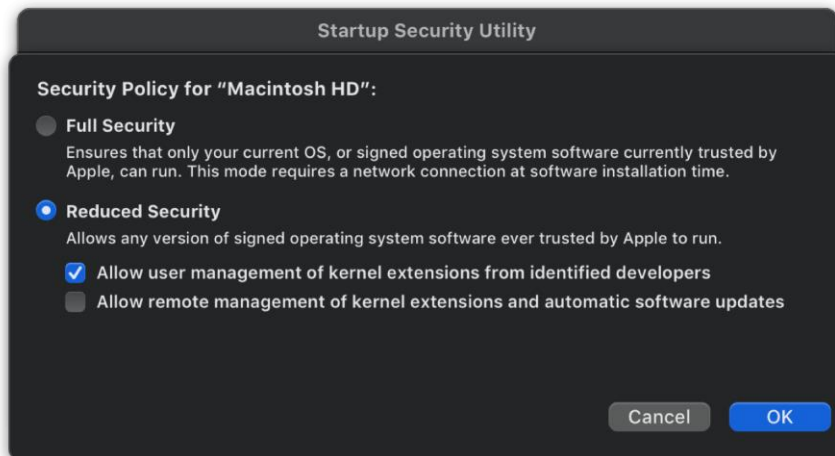 Startup Security Utility
Security Policy for “Macintosh HD”:
Full Security
Ensures that only your current OS, or signed operating system software currently trusted by
Apple, can run. This mode requires a network connection at software installation time.
Reduced Security
Allows any version of signed operating system software ever trusted by Apple to run.
Allow user management of kernel extensions from identified developers
Allow remote management of kernel extensions and automatic software updates
Cancel OK